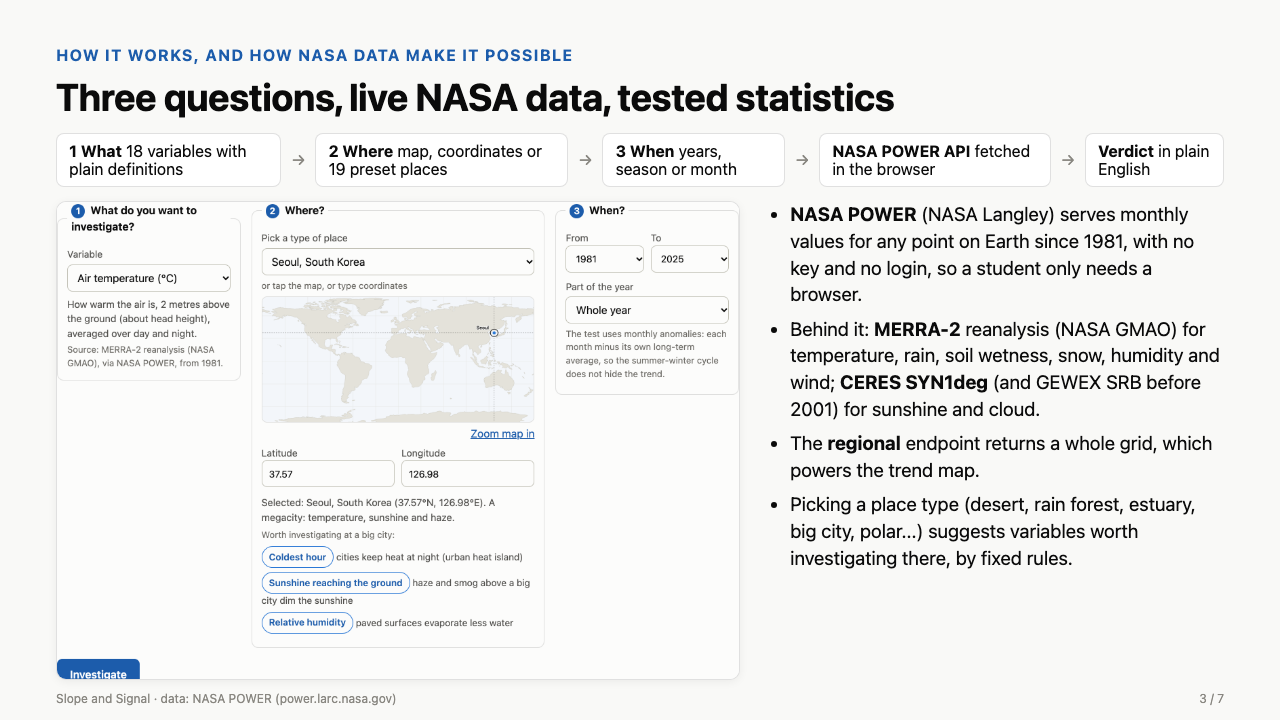 HOW IT WORKS, AND HOW NASA DATA MAKE IT POSSIBLE
Three questions, live NASA data, tested statistics
1 What 18 variables with
plain definitions
→
2 Where map, coordinates or
19 preset places
→
3 When years,
season or month
→
NASA POWER API fetched
in the browser
→
Verdict in plain
English
1 What do you want to
investigate?
Variable
Air temperature (°C)
How warm the air is, 2 metres above
the ground (about head height),
averaged over day and night.
Source: MERRA-2 reanalysis (NASA
GMAO), via NASA POWER, from 1981.
2 Where?
Pick a type of place
Seoul, South Korea
or tap the map, or type coordinates
Seoul
Zoom map in
Latitude
Longitude
37.57
126.98
Selected: Seoul, South Korea (37.57°N, 126.98°E). A
megacity: temperature, sunshine and haze.
Worth investigating at a big city:
Coldest hour cities keep heat at night (urban heat island)
Sunshine reaching the ground haze and smog above a big
city dim the sunshine
Relative humidity paved surfaces evaporate less water
3 When?
From
To
1981
2025
Part of the year
Whole year
The test uses monthly anomalies: each
month minus its own long-term
average, so the summer-winter cycle
does not hide the trend.
Investigate
• NASA POWER (NASA Langley) serves monthly
values for any point on Earth since 1981, with no
key and no login, so a student only needs a
browser.
• Behind it: MERRA-2 reanalysis (NASA GMAO) for
temperature, rain, soil wetness, snow, humidity and
wind; CERES SYN1deg (and GEWEX SRB before
2001) for sunshine and cloud.
• The regional endpoint returns a whole grid, which
powers the trend map.
• Picking a place type (desert, rain forest, estuary,
big city, polar...) suggests variables worth
investigating there, by fixed rules.
Slope and Signal · data: NASA POWER (power.larc.nasa.gov)
3 / 7